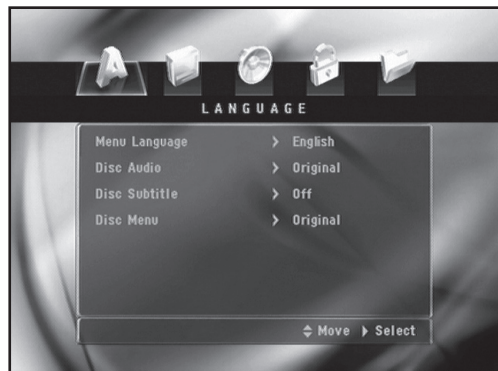 LANGUAGE
Menu Language English
Disc Audio Original
Disc Subtitle Off
Disc Menu Original
Move Select